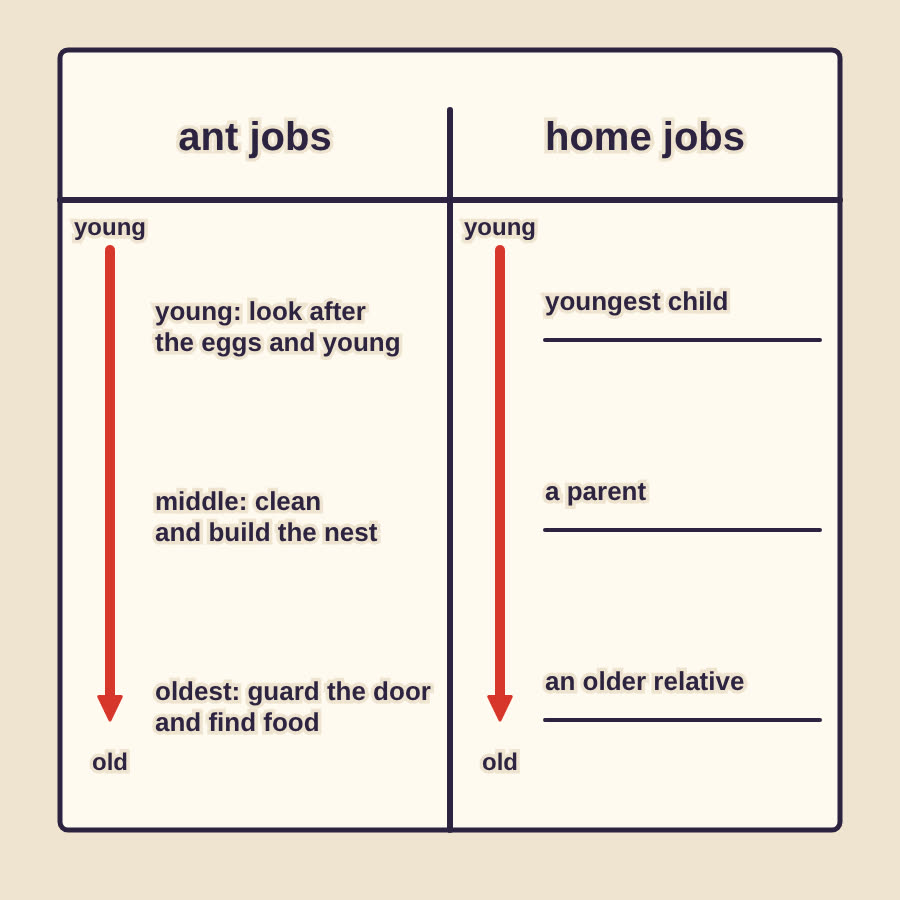 ant jobs
home jobs
young
young: look after
the eggs and young
middle: clean
and build the nest
oldest: guard the door
and find food
old
young
youngest child
a parent
an older relative
old